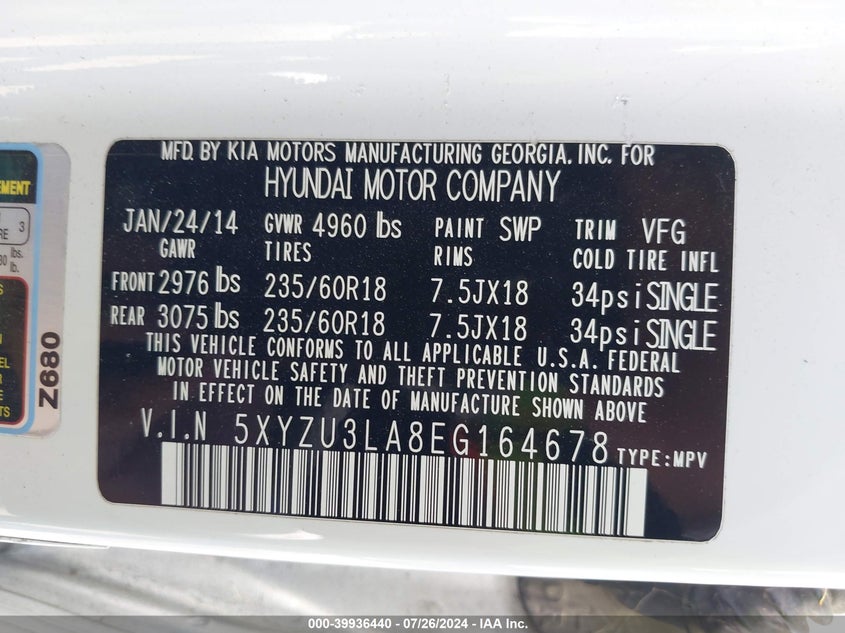 MFD. BY KIA MOTORS MANUFACTURING GEORGIA. INC. FOR
HYUNDAI MOTOR COMPANY
JAN/24/14 GVWR 4960 lbs PAINT SWP TRIM VFG
GAWR TIRES RIMS COLD TIRE INFL
FRONT 2976 lbs 235/60R18 7.5JX18 34psi SINGLE
REAR 3075 lbs 235/60R18 7.5JX18 34psi SINGLE
THIS VEHICLE CONFORMS TO ALL APPLICABLE U.S.A. FEDERAL
MOTOR VEHICLE SAFETY AND THEFT PREVENTION STANDARDS
IN EFFECT ON THE DATE OF MANUFACTURE SHOWN ABOVE
V.I.N 5XYZU3LA8EG164678 TYPE:MPV
3
lbs.
lb.
Z680
000-39936440 - 07/26/2024 - IAA Inc.